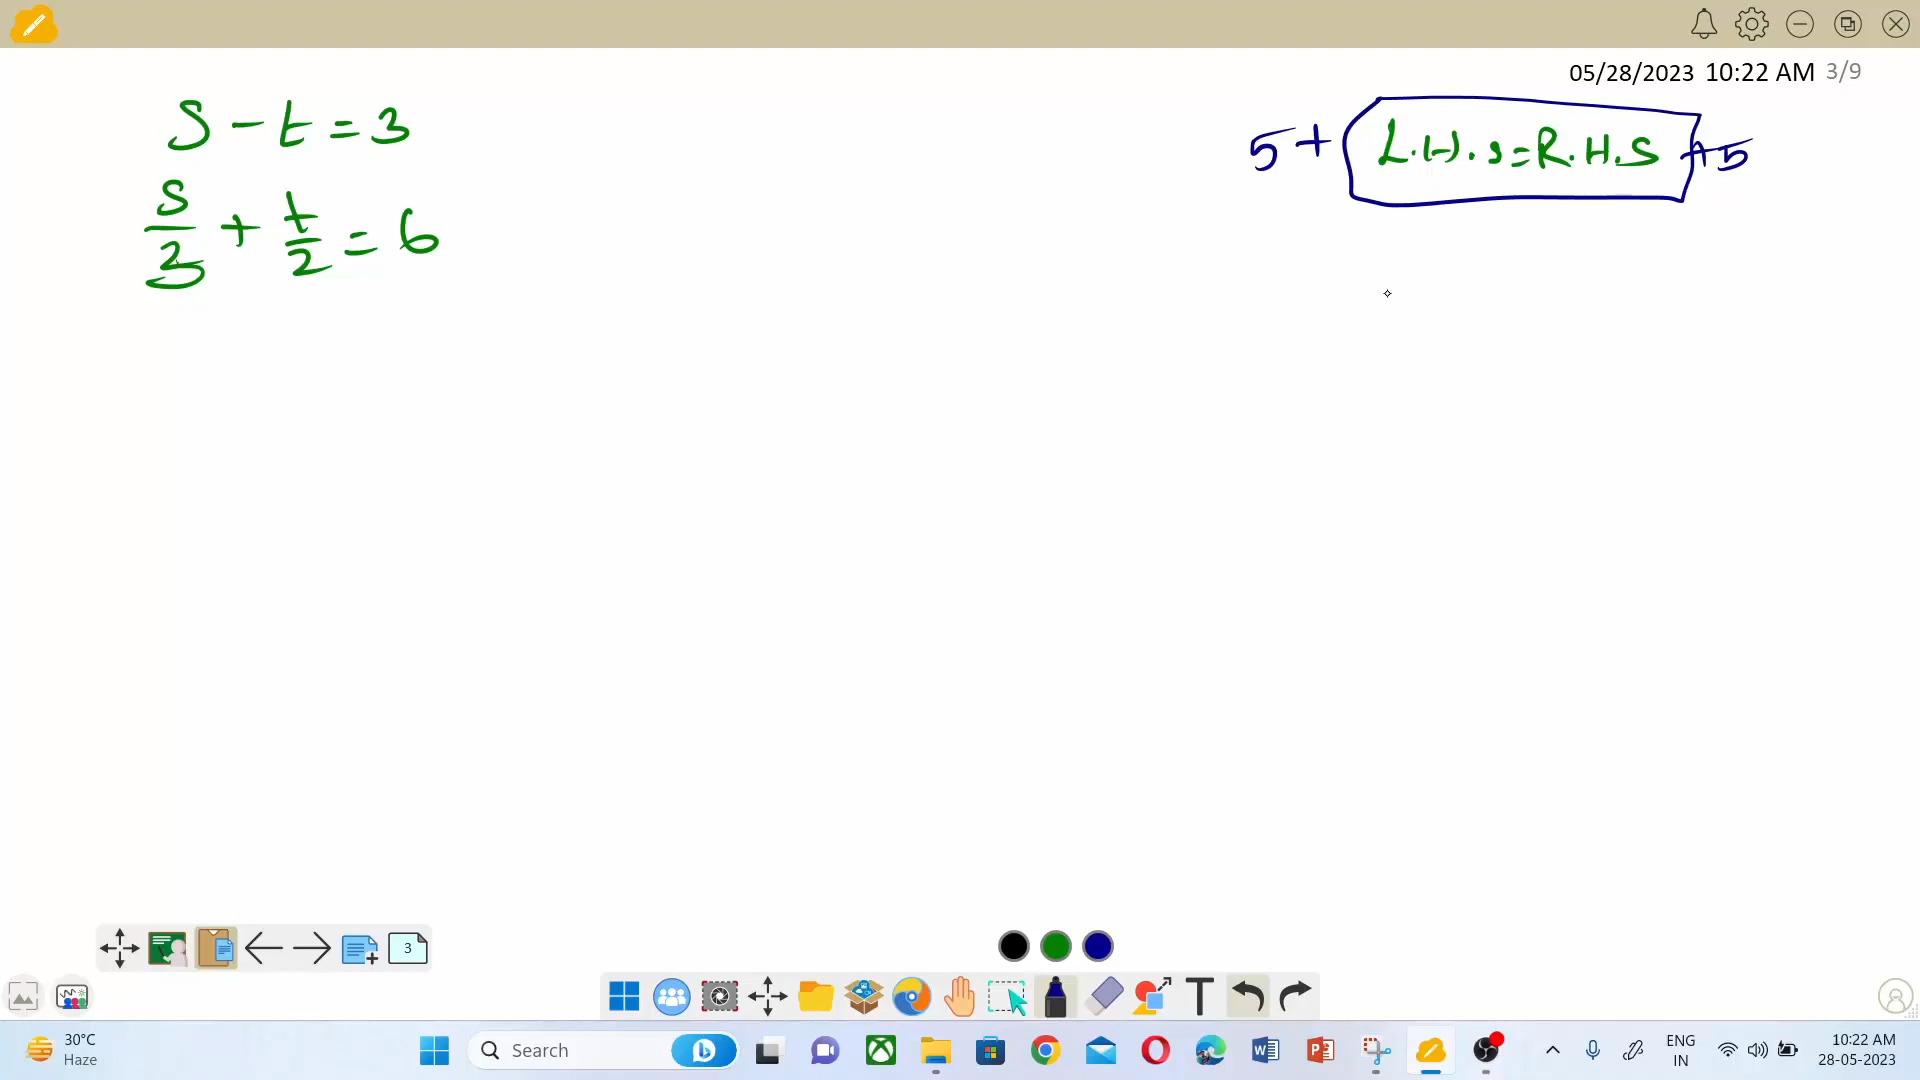 05/28/2023 10:22 AM 3/9
S - t = 3
5 + L.H.S = R.H.S + 5
s/2 + t/2 = 6
3
30°C
Haze
Search
ENG
IN
10:22 AM
28-05-2023